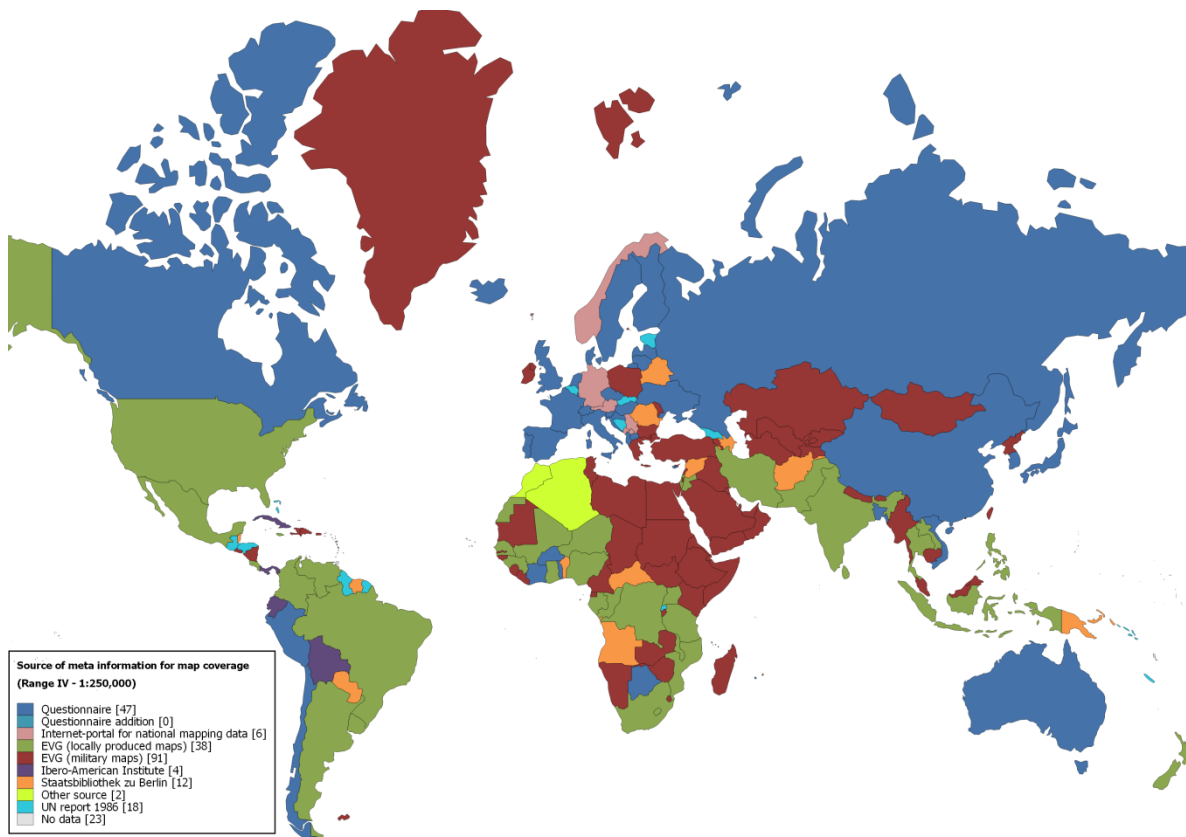 Source of meta information for map coverage
(Range IV - 1:250,000)
Questionnaire [47]
Questionnaire addition [0]
Internet-portal for national mapping data [6]
EVG (locally produced maps) [38]
EVG (military maps) [91]
Ibero-American Institute [4]
Staatsbibliothek zu Berlin [12]
Other source [2]
UN report 1986 [18]
No data [23]